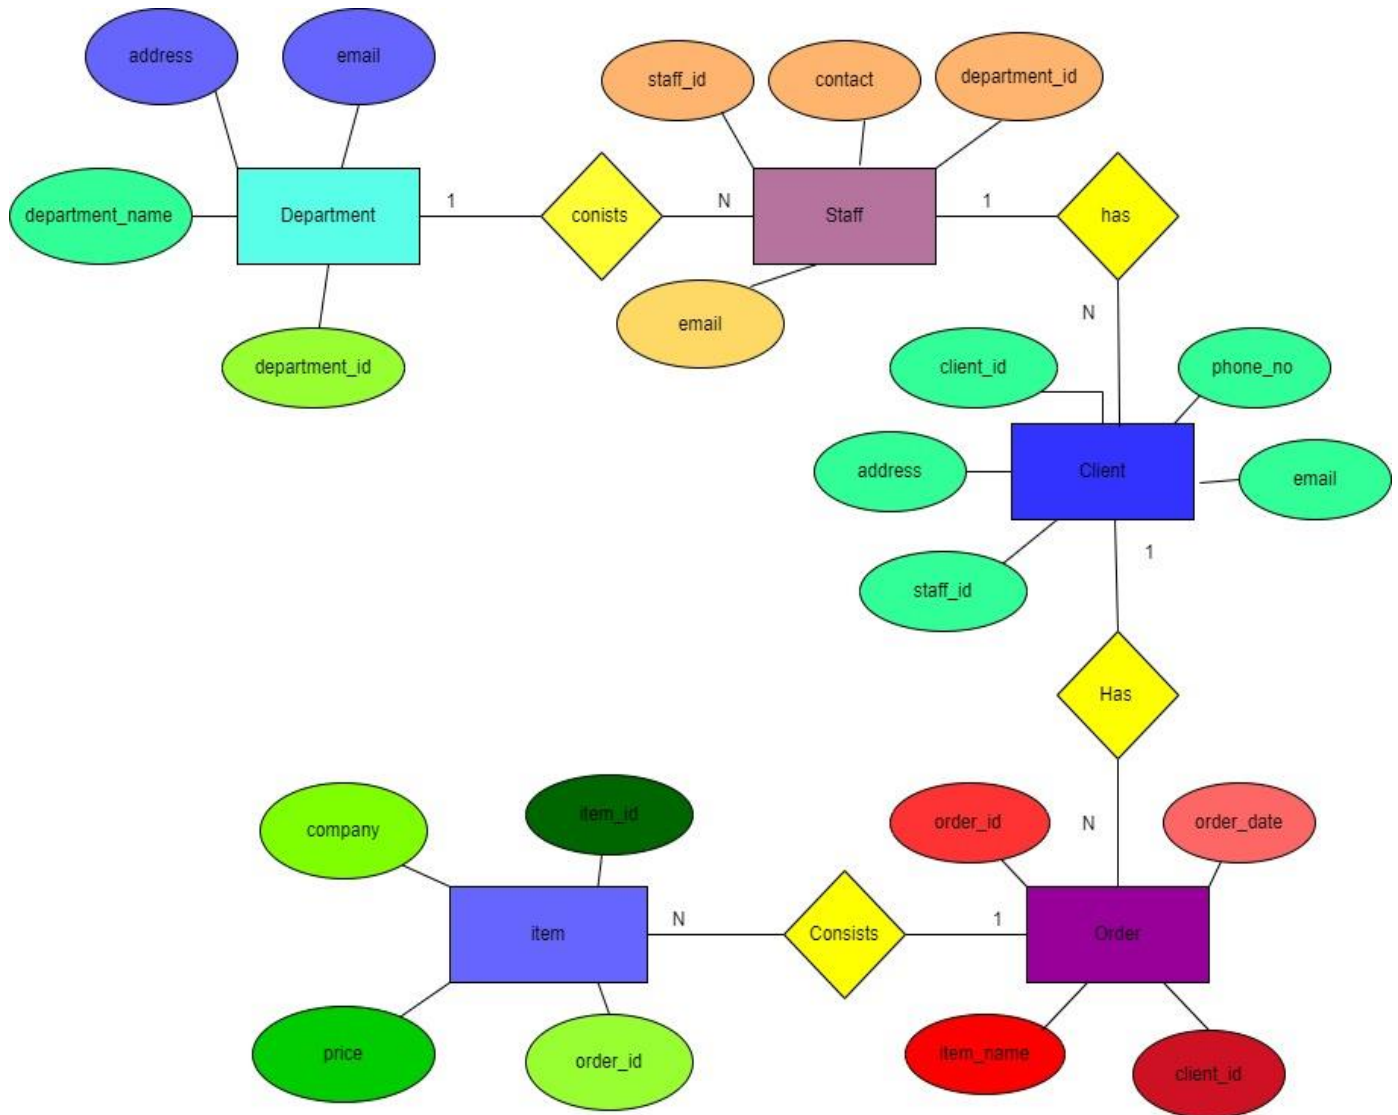 address
email
staff_id
contact
department_id
department_name
Department
1
conists
N
Staff
1
has
email
department_id
N
client_id
phone_no
address
Client
email
1
staff_id
Has
company
item_id
order_id
N
order_date
item
N
Consists
1
Order
price
order_id
item_name
client_id